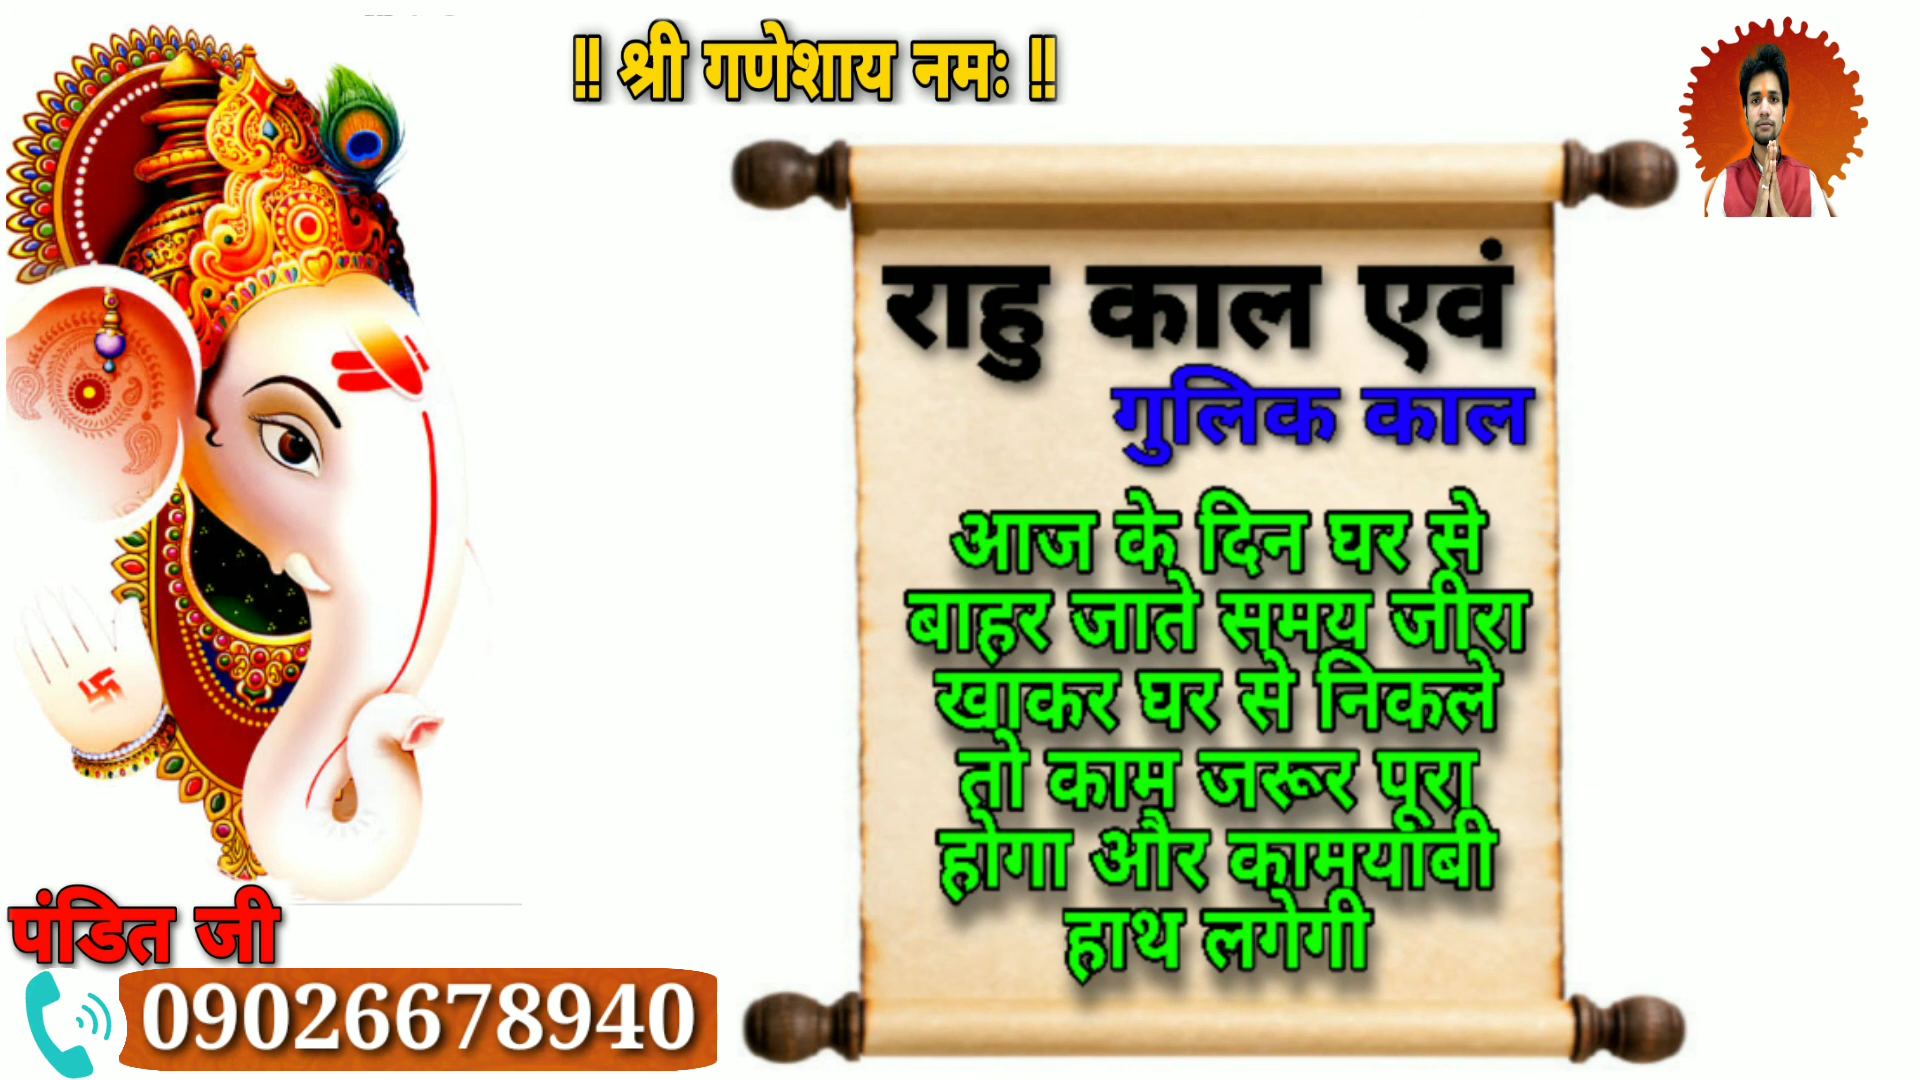 !! श्री गणेशाय नमः !!
राहु काल एवं
गुलिक काल
आज के दिन घर से
बाहर जाते समय जीरा
खाकर घर से निकले
तो काम जरूर पूरा
होगा और कामयाबी
हाथ लगेगी
पंडित जी
09026678940